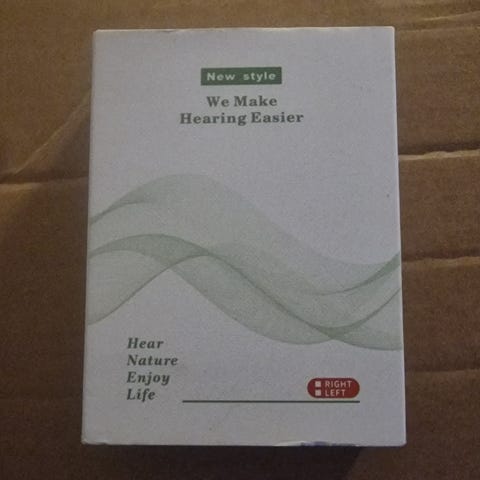 New style
We Make
Hearing Easier
Hear
Nature
Enjoy
Life
RIGHT
LEFT